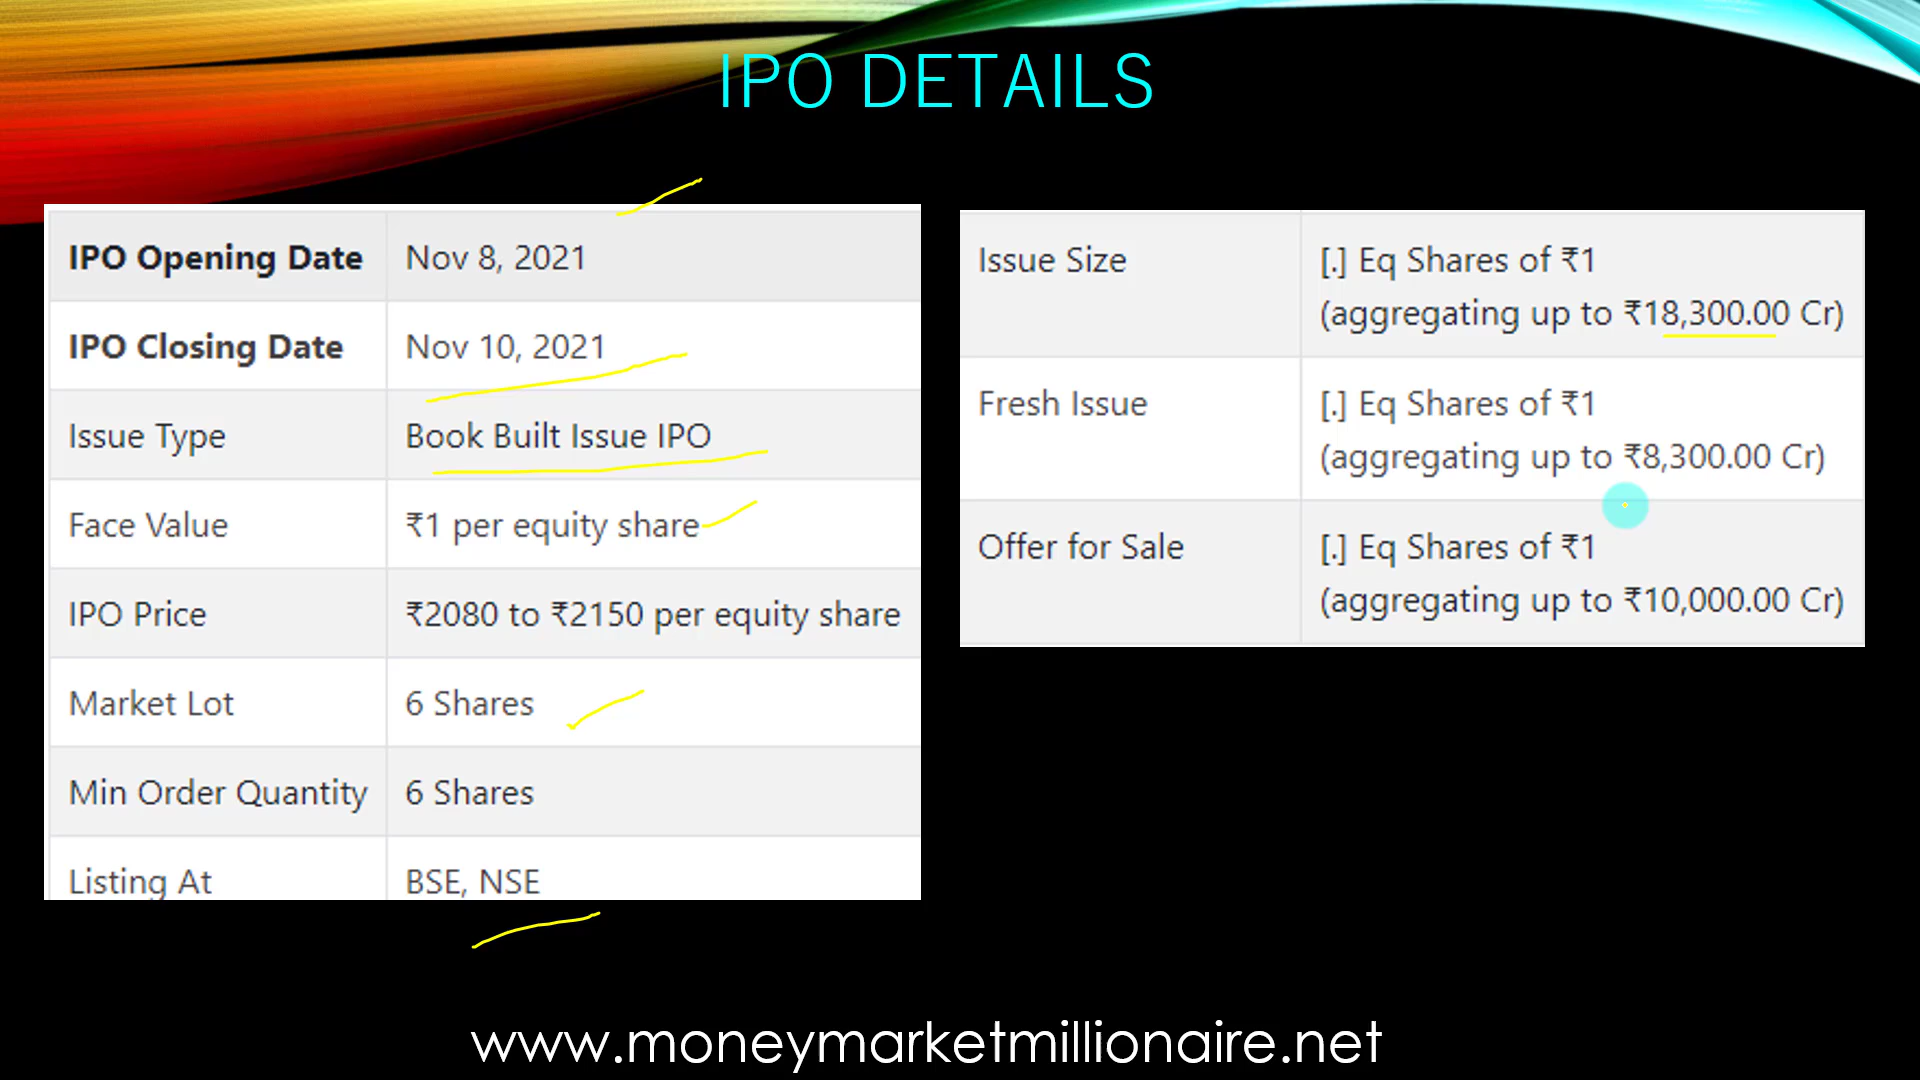 IPO DETAILS
IPO Opening Date Nov 8, 2021
IPO Closing Date Nov 10, 2021
Issue Type Book Built Issue IPO
Face Value ₹1 per equity share
IPO Price ₹2080 to ₹2150 per equity share
Market Lot 6 Shares
Min Order Quantity 6 Shares
Listing At BSE, NSE
Issue Size [.] Eq Shares of ₹1
(aggregating up to ₹18,300.00 Cr)
Fresh Issue [.] Eq Shares of ₹1
(aggregating up to ₹8,300.00 Cr)
Offer for Sale [.] Eq Shares of ₹1
(aggregating up to ₹10,000.00 Cr)
www.moneymarketmillionaire.net